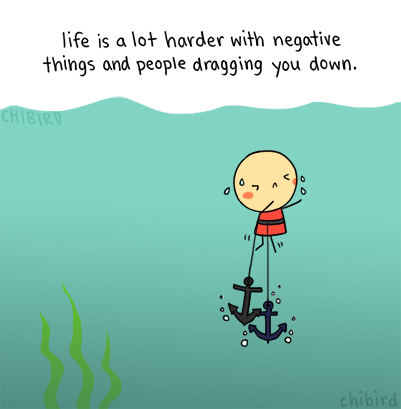 life is a lot harder with negative
things and people dragging you down.
CHIBIRD
chibird